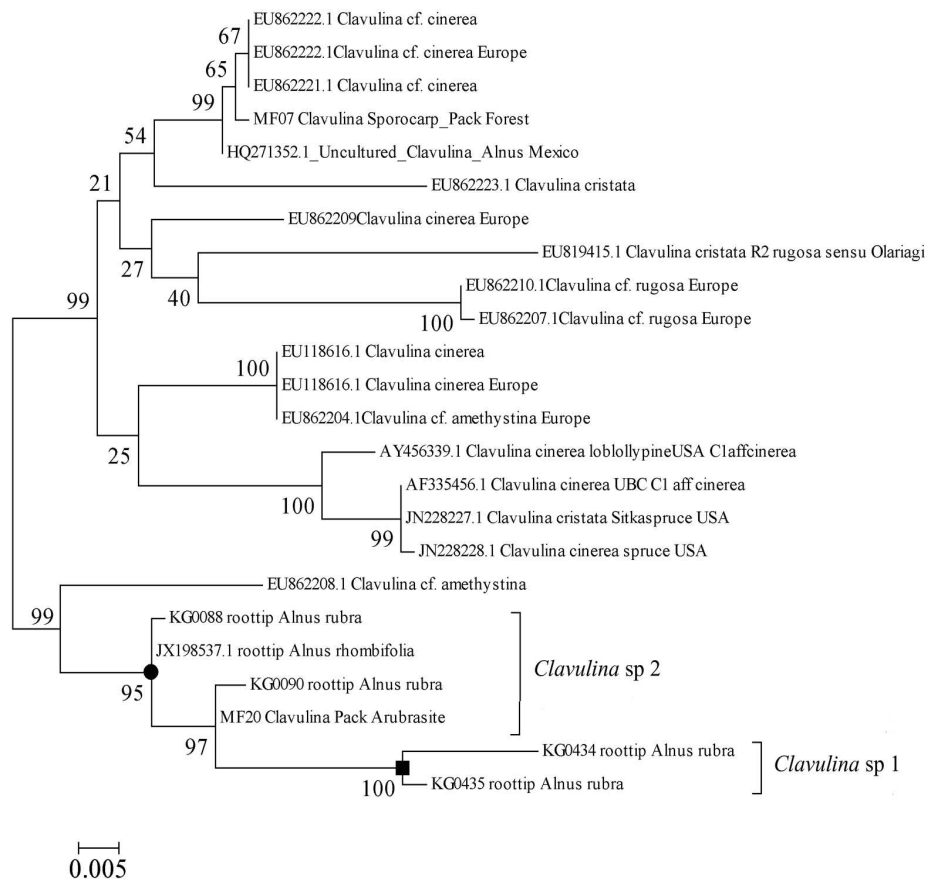 EU862222.1 Clavulina cf. cinerea
67
EU862222.1Clavulina cf. cinerea Europe
65
EU862221.1 Clavulina cf. cinerea
99
MF07 Clavulina Sporocarp_Pack Forest
54
HQ271352.1_Uncultured_Clavulina_Alnus Mexico
21
EU862223.1 Clavulina cristata
EU862209Clavulina cinerea Europe
EU819415.1 Clavulina cristata R2 rugosa sensu Olariagi
27
EU862210.1Clavulina cf. rugosa Europe
40
99
EU862207.1Clavulina cf. rugosa Europe
100
EU118616.1 Clavulina cinerea
100
EU118616.1 Clavulina cinerea Europe
EU862204.1Clavulina cf. amethystina Europe
25
AY456339.1 Clavulina cinerea loblollypineUSA C1affcinerea
AF335456.1 Clavulina cinerea UBC C1 aff cinerea
100
JN228227.1 Clavulina cristata Sitkaspruce USA
99
JN228228.1 Clavulina cinerea spruce USA
EU862208.1 Clavulina cf. amethystina
99
KG0088 roottip Alnus rubra
JX198537.1 roottip Alnus rhombifolia
Clavulina sp 2
95
KG0090 roottip Alnus rubra
MF20 Clavulina Pack Arubrasite
97
KG0434 roottip Alnus rubra
Clavulina sp 1
100
KG0435 roottip Alnus rubra
0.005